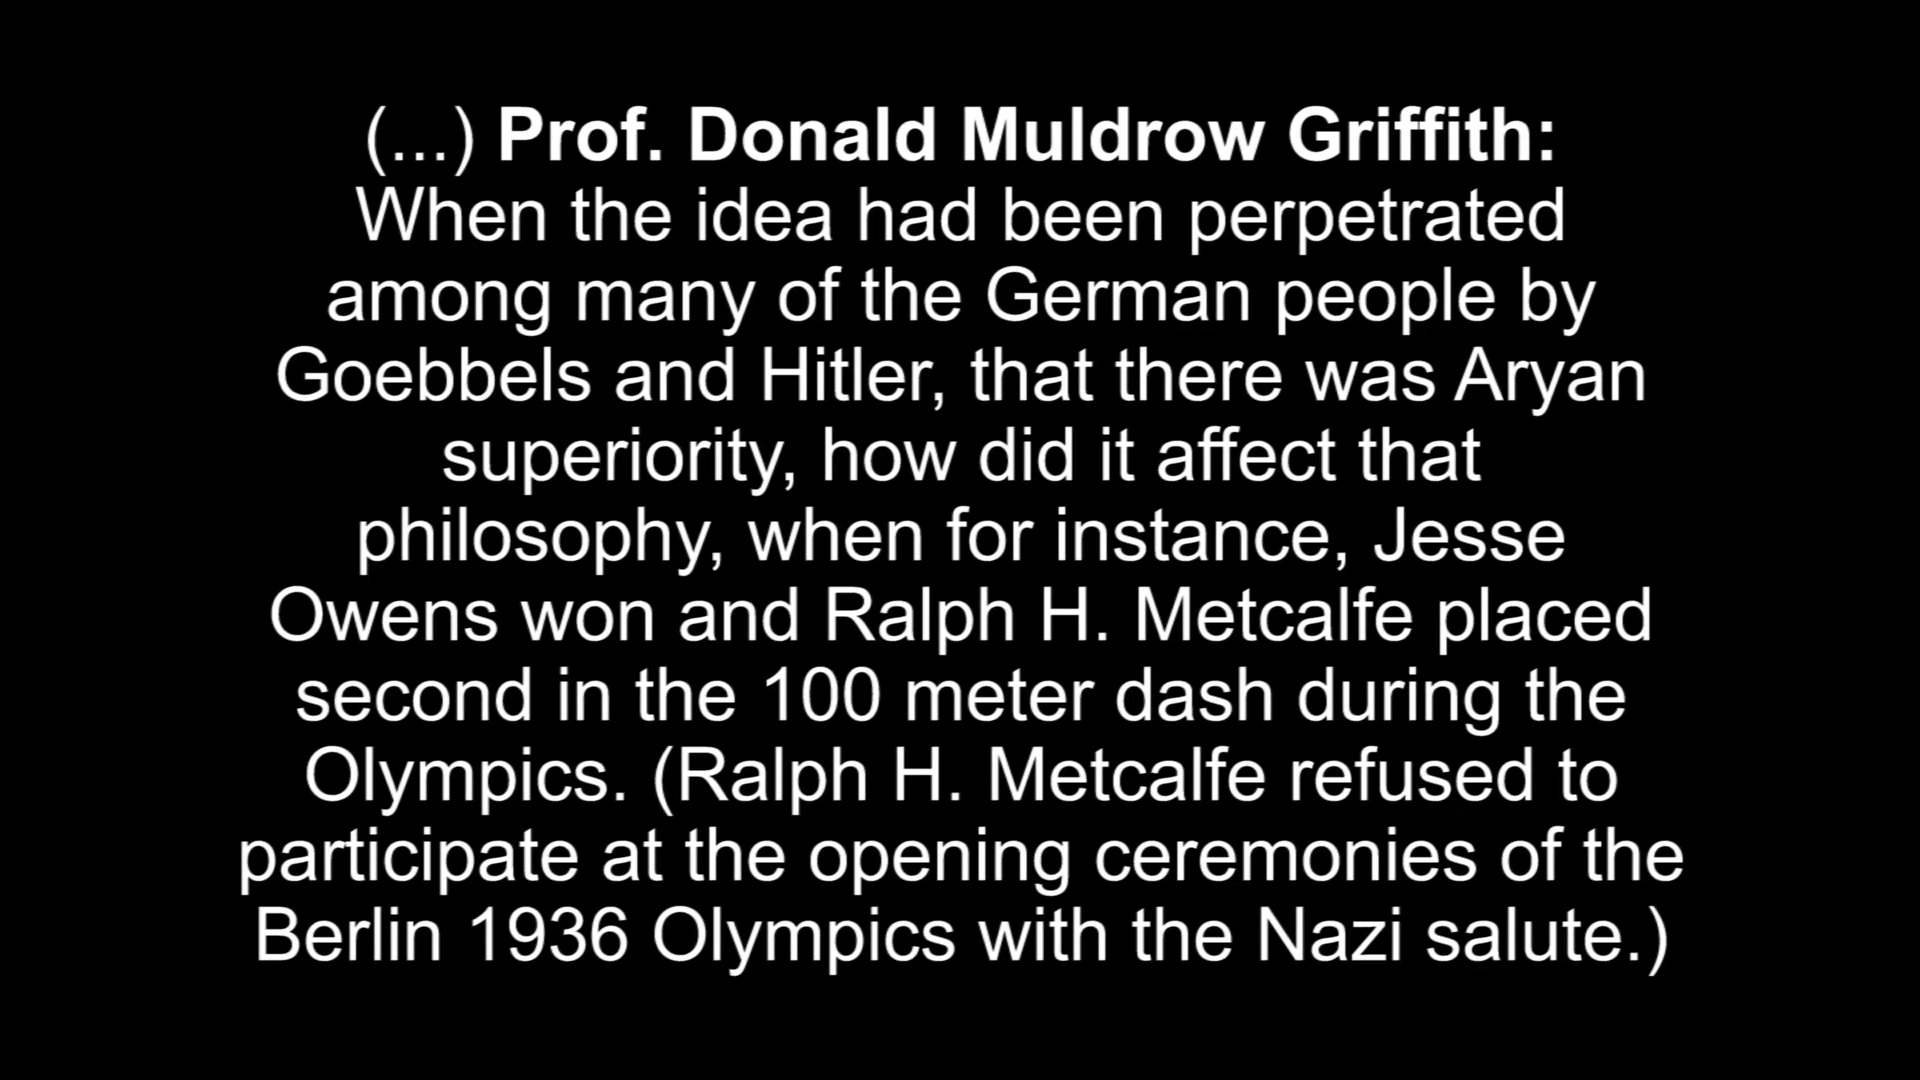 (...) Prof. Donald Muldrow Griffith:
When the idea had been perpetrated
among many of the German people by
Goebbels and Hitler, that there was Aryan
superiority, how did it affect that
philosophy, when for instance, Jesse
Owens won and Ralph H. Metcalfe placed
second in the 100 meter dash during the
Olympics. (Ralph H. Metcalfe refused to
participate at the opening ceremonies of the
Berlin 1936 Olympics with the Nazi salute.)